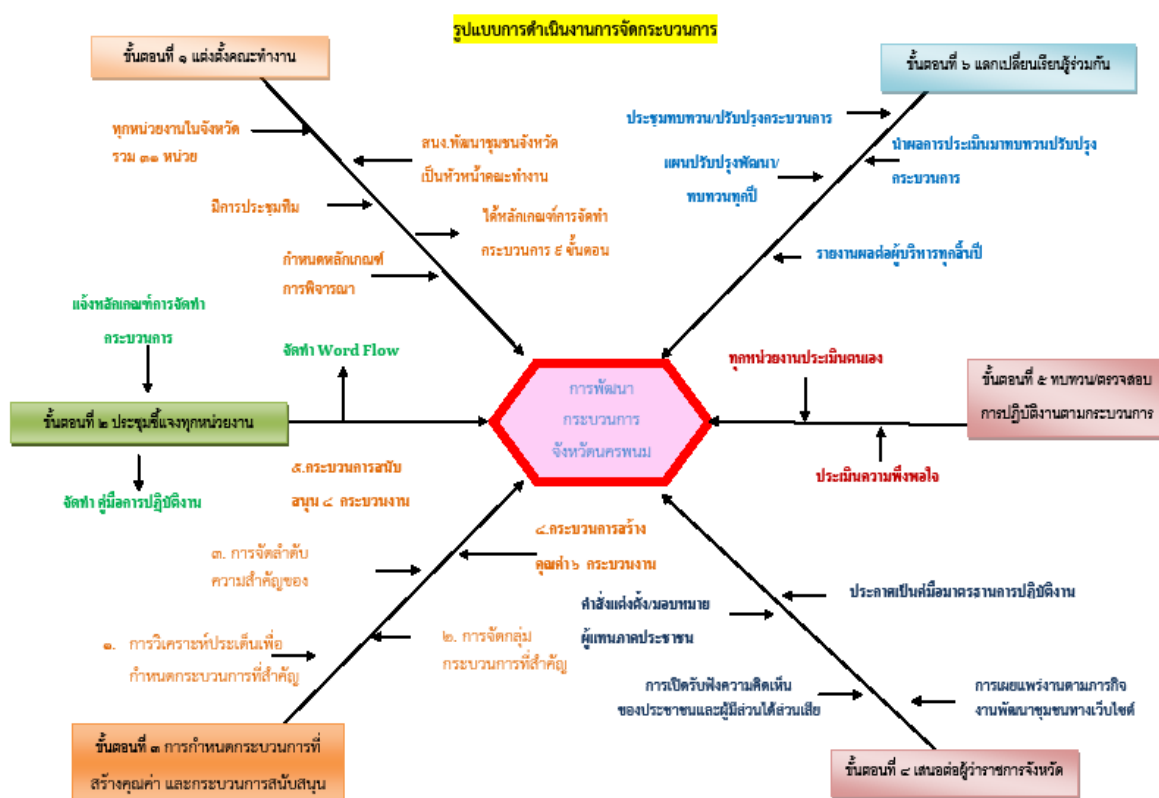 รูปแบบการดำเนินงานการจัดกระบวนการ
ขั้นตอนที่ ๑ แต่งตั้งคณะทำงาน
ทุกหน่วยงานในจังหวัด
รวม ๓๑ หน่วย
สนง.พัฒนาชุมชนจังหวัด
เป็นหัวหน้าคณะทำงาน
มีการประชุมทีม
ได้หลักเกณฑ์การจัดทำ
กระบวนการ ๙ ขั้นตอน
กำหนดหลักเกณฑ์
การพิจารณา
ขั้นตอนที่ ๖ แลกเปลี่ยนเรียนรู้ร่วมกัน
ประชุมทบทวน/ปรับปรุงกระบวนการ
นำผลการประเมินมาทบทวนปรับปรุง
กระบวนการ
แผนปรับปรุงพัฒนา/
ทบทวนทุกปี
รายงานผลต่อผู้บริหารทุกสิ้นปี
แจ้งหลักเกณฑ์การจัดทำ
กระบวนการ
จัดทำ Word Flow
ขั้นตอนที่ ๒ ประชุมชี้แจงทุกหน่วยงาน
จัดทำ คู่มือการปฏิบัติงาน
การพัฒนา
กระบวนการ
จังหวัดนครพนม
ทุกหน่วยงานประเมินตนเอง
ขั้นตอนที่ ๕ ทบทวน/ตรวจสอบ
การปฏิบัติงานตามกระบวนการ
ประเมินความพึงพอใจ
๕.กระบวนการสนับ
สนุน ๔ กระบวนงาน
๔.กระบวนการสร้าง
คุณค่า ๖ กระบวนงาน
๓. การจัดลำดับ
ความสำคัญของ
๒. การจัดกลุ่ม
กระบวนการที่สำคัญ
๑. การวิเคราะห์ประเด็นเพื่อ
กำหนดกระบวนการที่สำคัญ
ขั้นตอนที่ ๓ การกำหนดกระบวนการที่
สร้างคุณค่า และกระบวนการสนับสนุน
ประกาศเป็นคู่มือมาตรฐานการปฏิบัติงาน
คำสั่งแต่งตั้ง/มอบหมาย
ผู้แทนภาคประชาชน
การเปิดรับฟังความคิดเห็น
ของประชาชนและผู้มีส่วนได้ส่วนเสีย
การเผยแพร่งานตามภารกิจ
งานพัฒนาชุมชนทางเว็บไซต์
ขั้นตอนที่ ๔ เสนอต่อผู้ว่าราชการจังหวัด